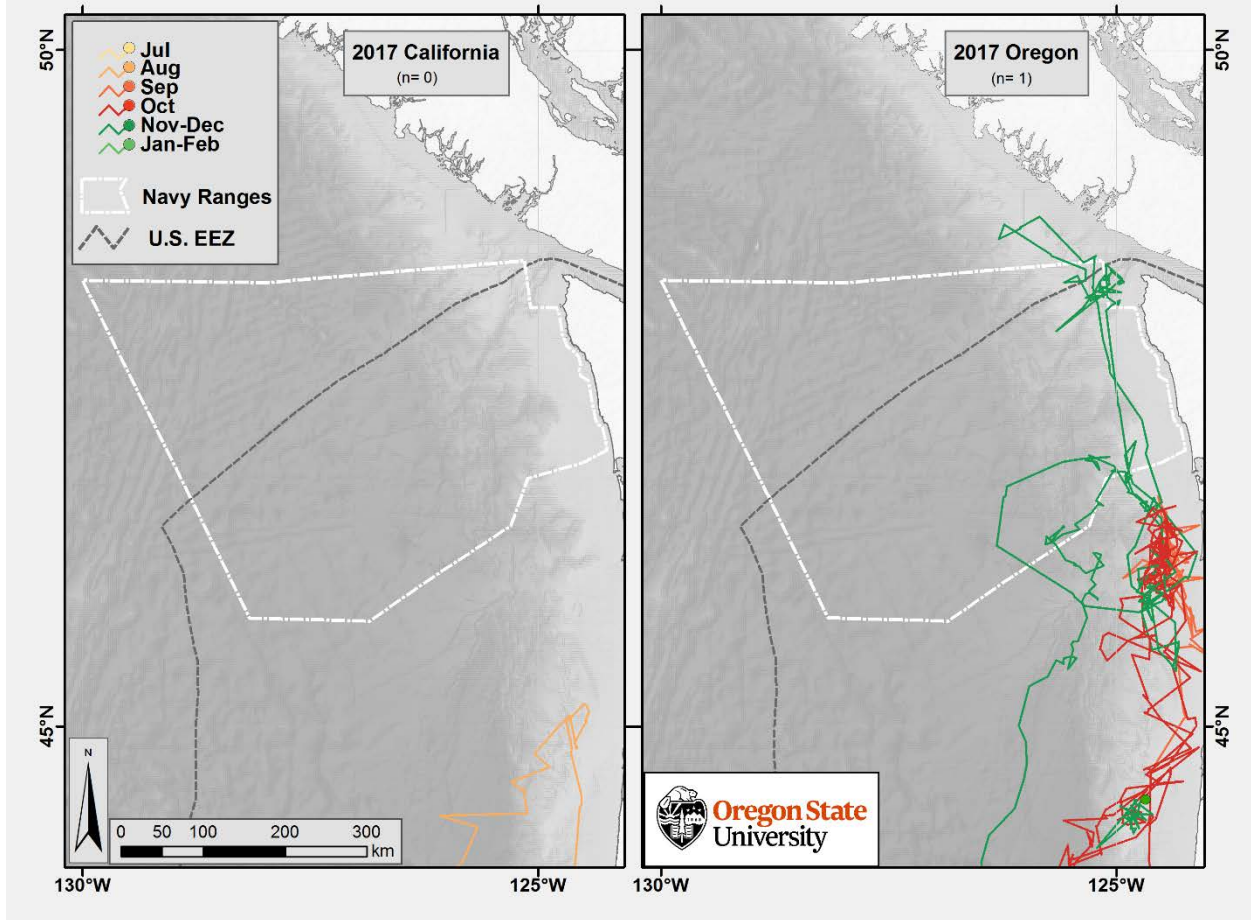 50°N
Jul
Aug
Sep
Oct
Nov-Dec
Jan-Feb
Navy Ranges
U.S. EEZ
2017 California
(n= 0)
2017 Oregon
(n= 1)
50°N
45°N
45°N
N
0 50 100 200 300
km
Oregon State
University
130°W
125°W
130°W
125°W